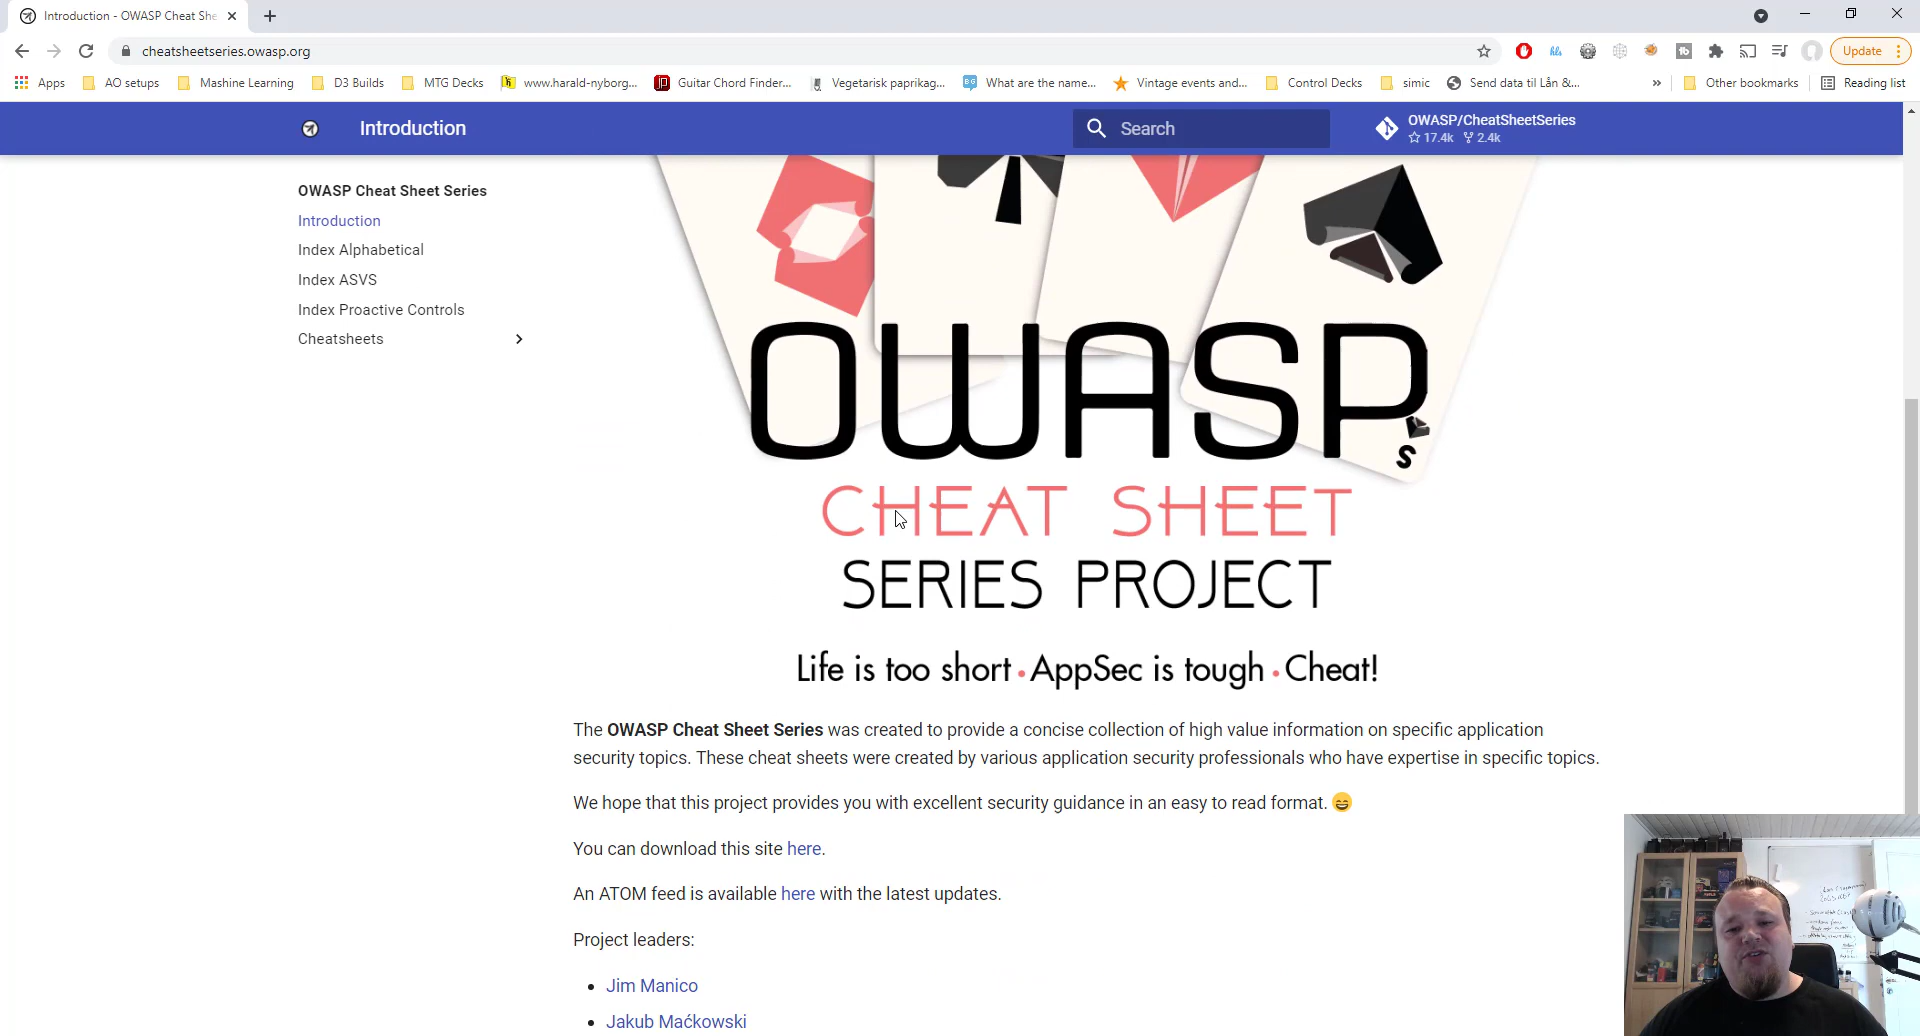 Introduction - OWASP Cheat She
cheatsheetseries.owasp.org
Update
Apps
AO setups
Mashine Learning
D3 Builds
MTG Decks
www.harald-nyborg...
Guitar Chord Finder...
Vegetarisk paprikag...
What are the name...
Vintage events and...
Control Decks
simic
Send data til Lån &...
»
Other bookmarks
Reading list
Introduction
Search
OWASP/CheatSheetSeries
17.4k 2.4k
OWASP Cheat Sheet Series
Introduction
Index Alphabetical
Index ASVS
Index Proactive Controls
Cheatsheets
OWASP
s
CHEAT SHEET
SERIES PROJECT
Life is too short • AppSec is tough • Cheat!
The OWASP Cheat Sheet Series was created to provide a concise collection of high value information on specific application
security topics. These cheat sheets were created by various application security professionals who have expertise in specific topics.
We hope that this project provides you with excellent security guidance in an easy to read format. 😄
You can download this site here.
An ATOM feed is available here with the latest updates.
Project leaders:
• Jim Manico
• Jakub Maćkowski